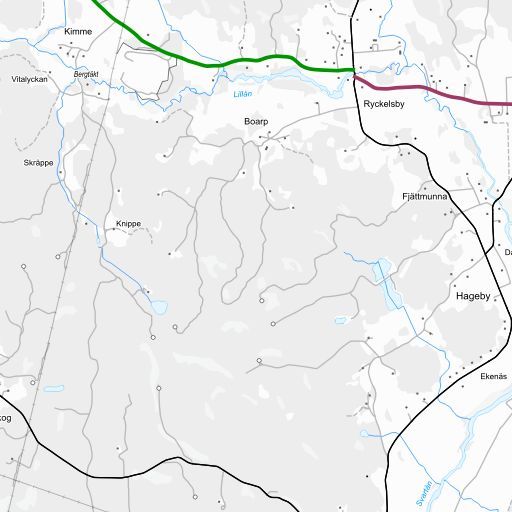 Kimme
Bergtäkt
Vitalyckan
Lillån
Ryckelsby
Boarp
Skräppe
Fjättmunna
Knippe
Hageby
Ekenäs
Svartån